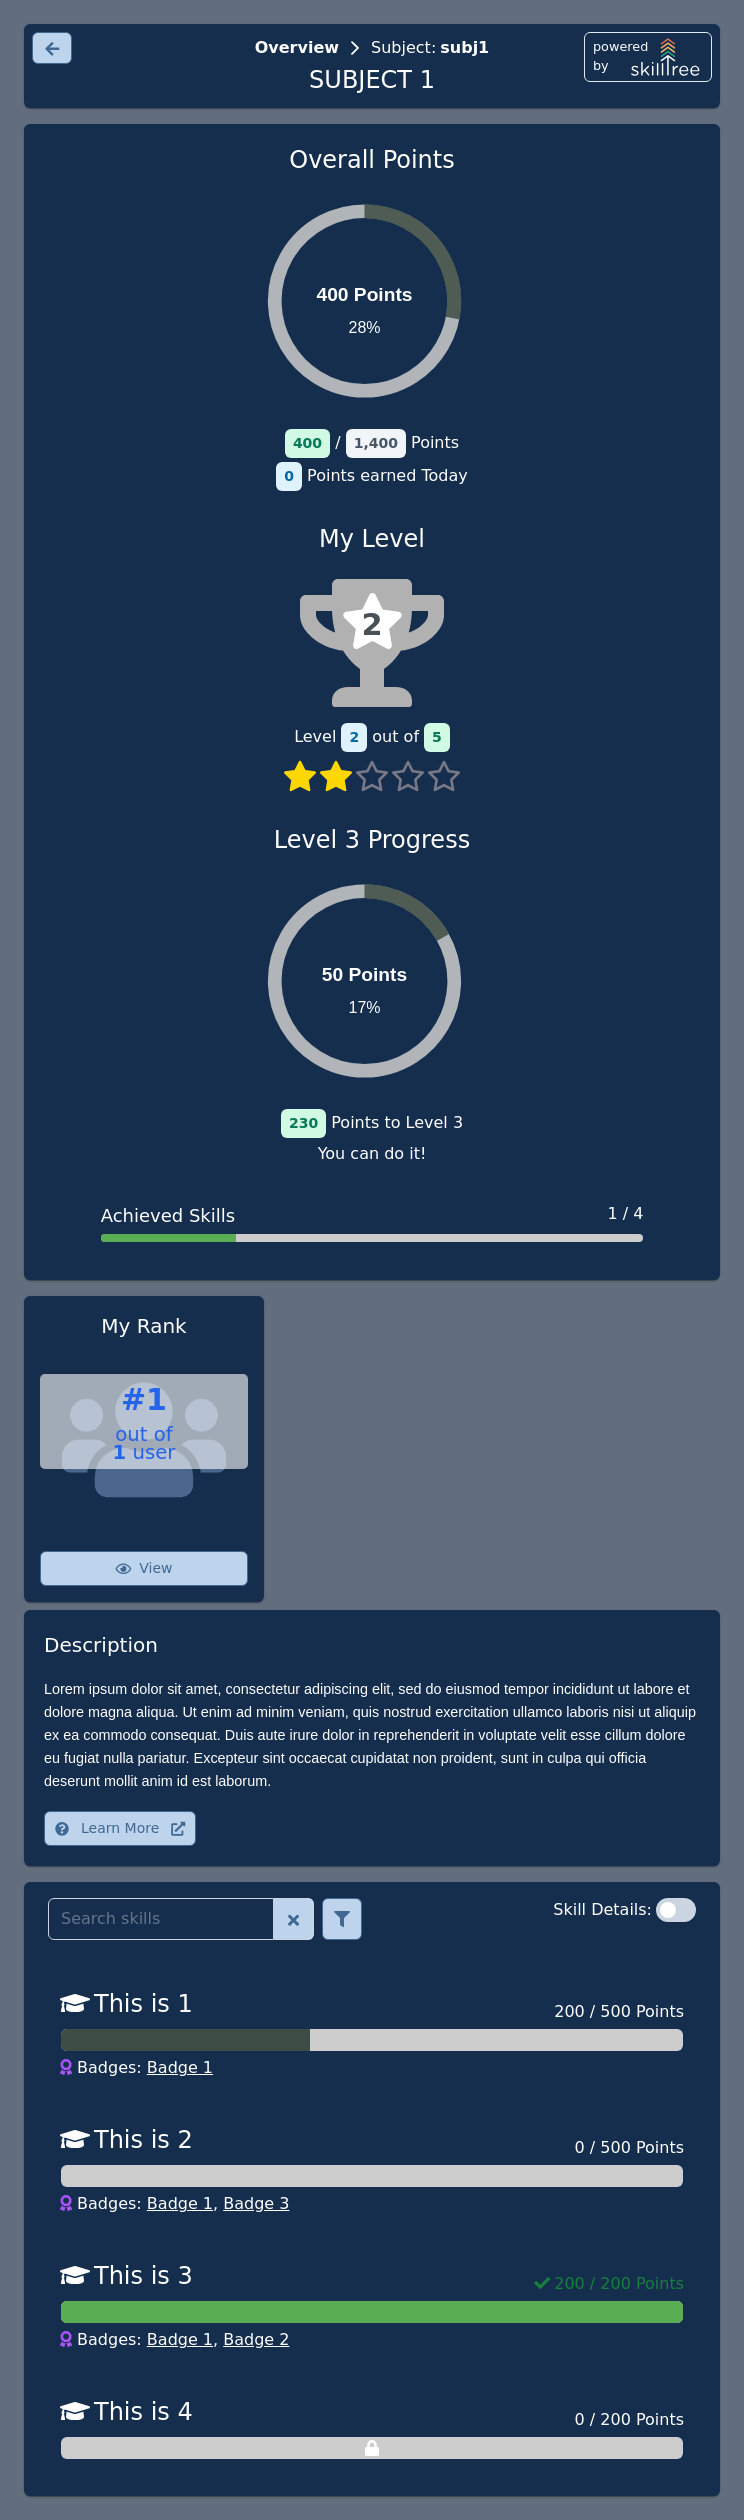 Overview > Subject: subj1
SUBJECT 1
powered
by
skilltree
Overall Points
400 Points
28%
400 / 1,400 Points
0 Points earned Today
My Level
2
Level 2 out of 5
Level 3 Progress
50 Points
17%
230 Points to Level 3
You can do it!
Achieved Skills 1 / 4
My Rank
#1
out of
1 user
View
Description
Lorem ipsum dolor sit amet, consectetur adipiscing elit, sed do eiusmod tempor incididunt ut labore et
dolore magna aliqua. Ut enim ad minim veniam, quis nostrud exercitation ullamco laboris nisi ut aliquip
ex ea commodo consequat. Duis aute irure dolor in reprehenderit in voluptate velit esse cillum dolore
eu fugiat nulla pariatur. Excepteur sint occaecat cupidatat non proident, sunt in culpa qui officia
deserunt mollit anim id est laborum.
Learn More
Search skills
Skill Details:
This is 1 200 / 500 Points
Badges: Badge 1
This is 2 0 / 500 Points
Badges: Badge 1, Badge 3
This is 3 200 / 200 Points
Badges: Badge 1, Badge 2
This is 4 0 / 200 Points